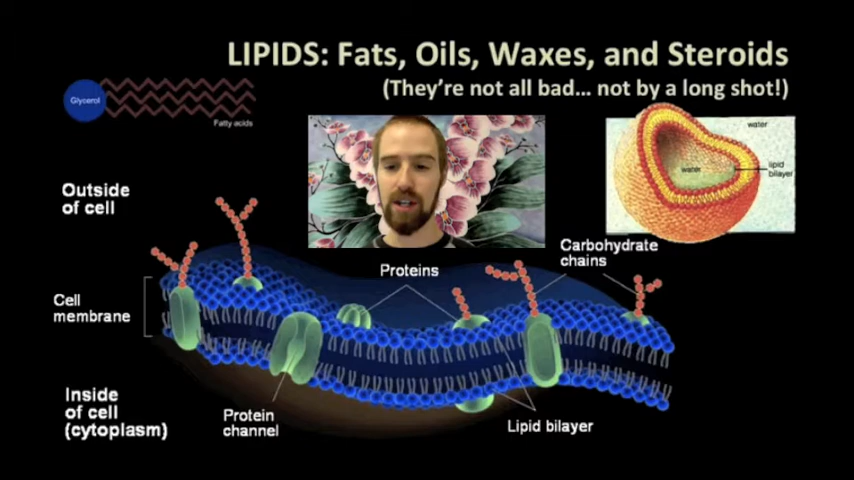 LIPIDS: Fats, Oils, Waxes, and Steroids
(They're not all bad... not by a long shot!)
Glycerol
Fatty acids
water
water
lipid
bilayer
Outside
of cell
Carbohydrate
chains
Proteins
Cell
membrane
Inside
of cell
(cytoplasm)
Protein
channel
Lipid bilayer